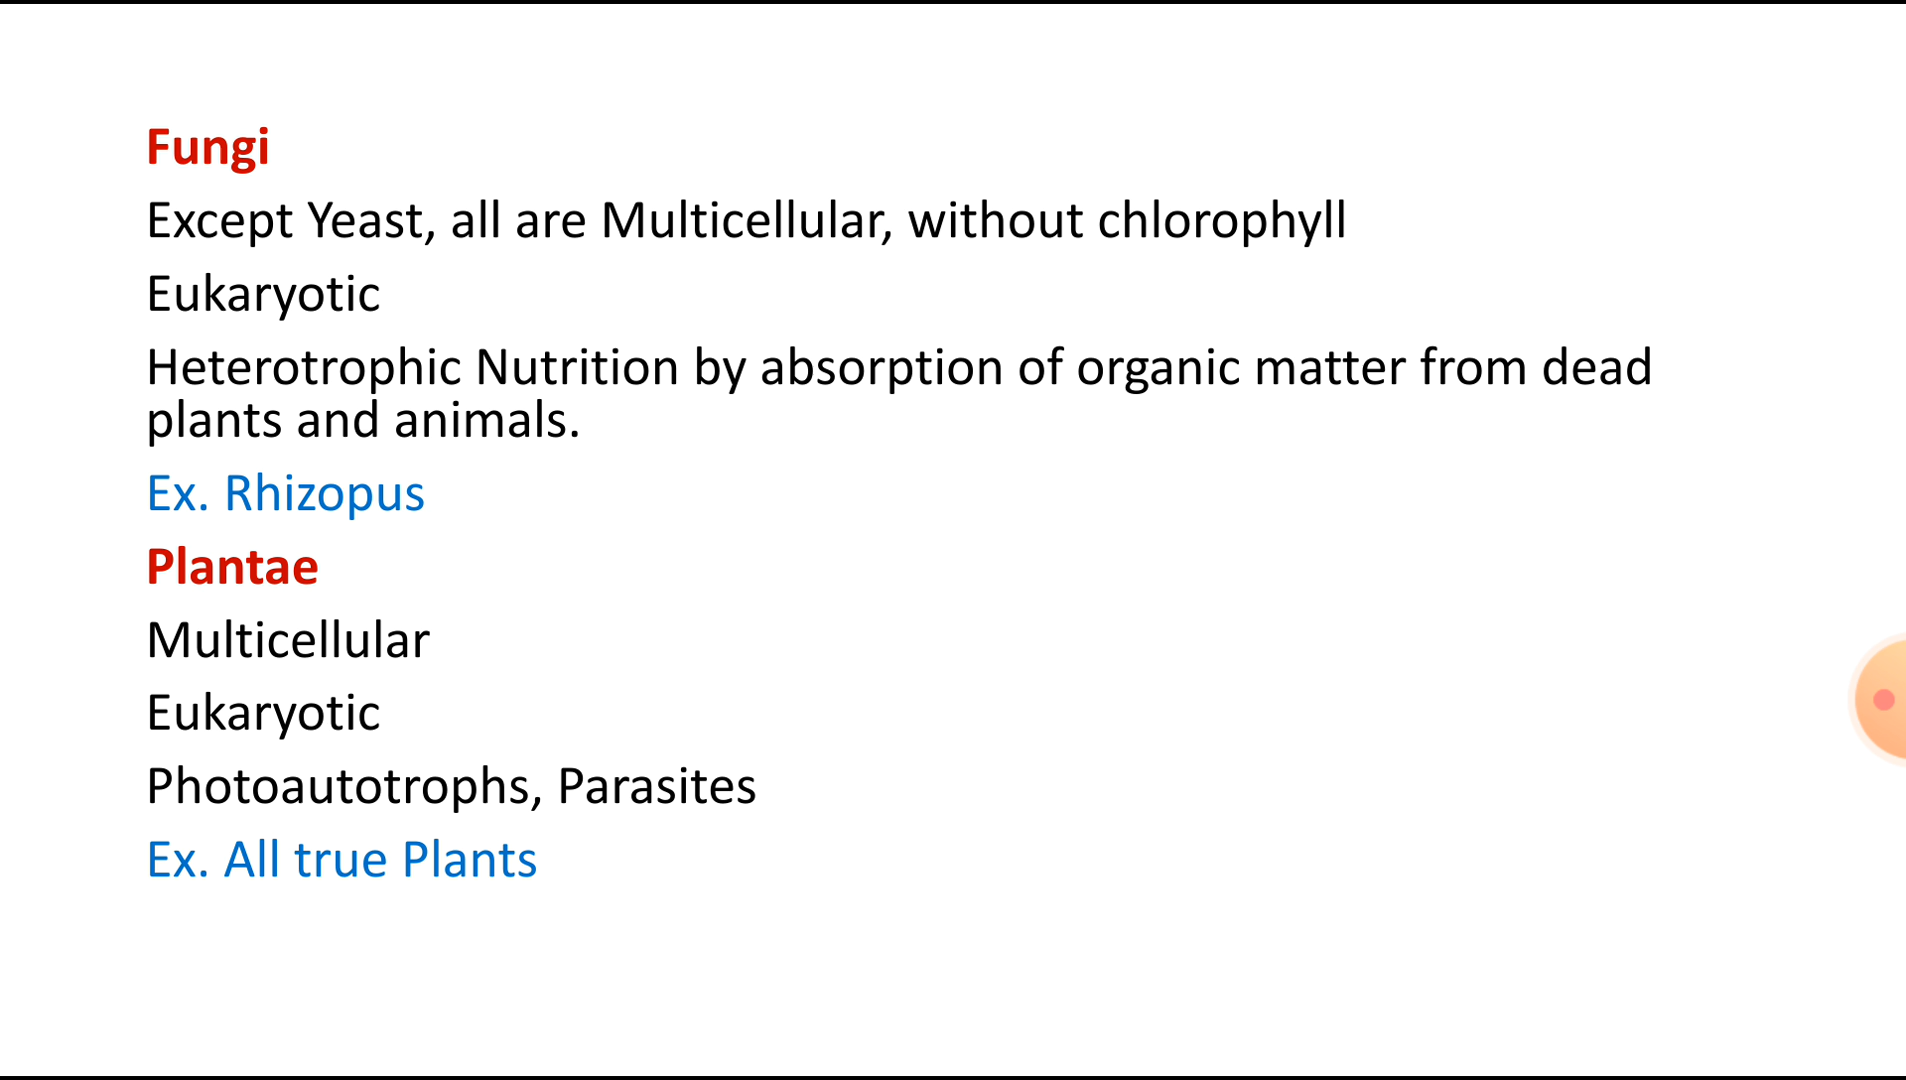 Fungi
Except Yeast, all are Multicellular, without chlorophyll
Eukaryotic
Heterotrophic Nutrition by absorption of organic matter from dead
plants and animals.
Ex. Rhizopus
Plantae
Multicellular
Eukaryotic
Photoautotrophs, Parasites
Ex. All true Plants